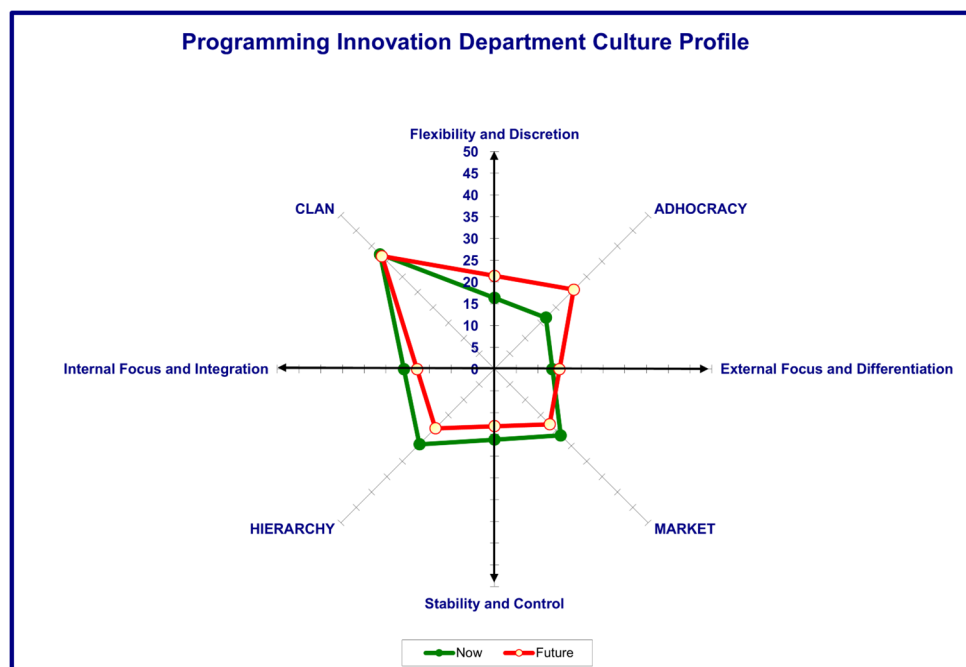 Programming Innovation Department Culture Profile
Flexibility and Discretion
50
45
40
35
30
25
20
15
10
5
0
CLAN
ADHOCRACY
Internal Focus and Integration
External Focus and Differentiation
HIERARCHY
MARKET
Stability and Control
Now
Future